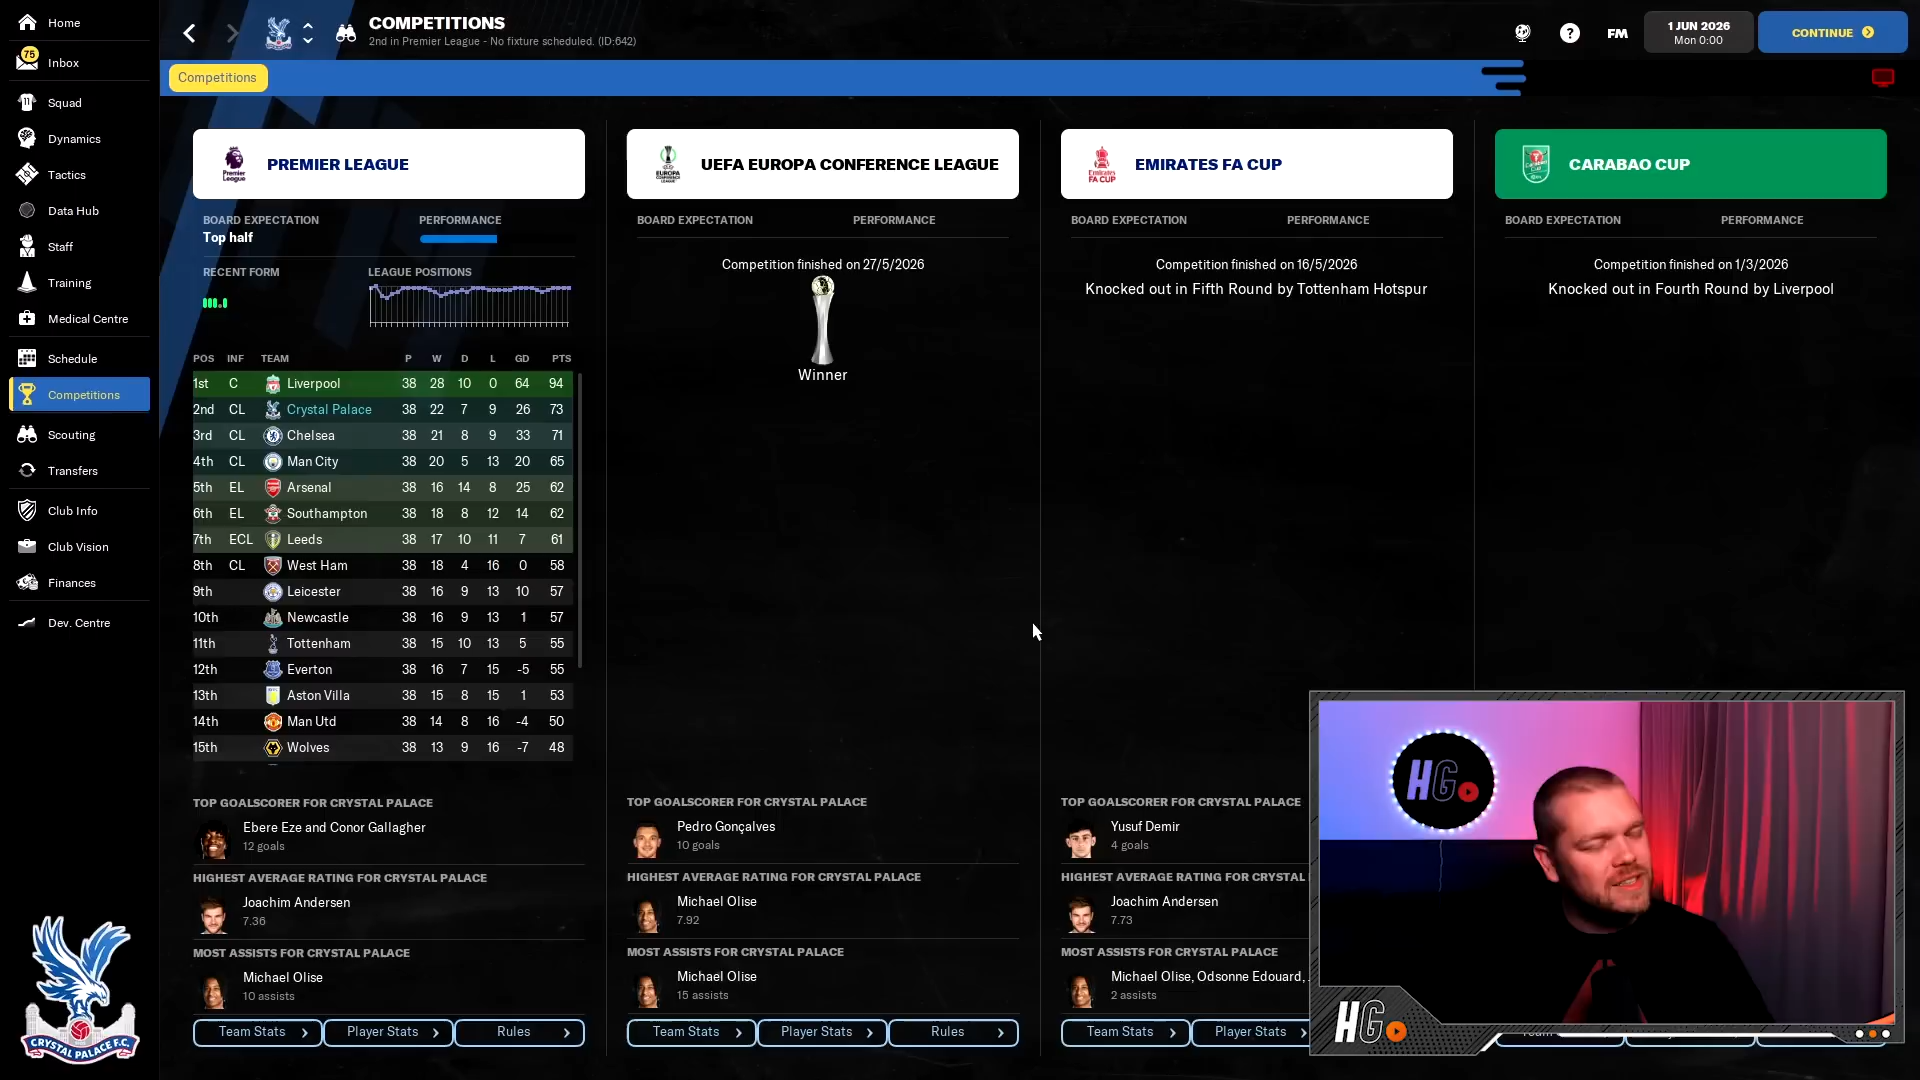 Home
75
Inbox
Squad
Dynamics
Tactics
Data Hub
Staff
Training
Medical Centre
Schedule
Competitions
Scouting
Transfers
Club Info
Club Vision
Finances
Dev. Centre
CRYSTAL PALACE F.C.
COMPETITIONS
2nd in Premier League - No fixture scheduled. (ID:642)
?
FM
1 JUN 2026
Mon 0:00
CONTINUE
Competitions
Premier League
PREMIER LEAGUE
BOARD EXPECTATION PERFORMANCE
Top half
RECENT FORM LEAGUE POSITIONS
POS INF TEAM P W D L GD PTS
1st C Liverpool 38 28 10 0 64 94
2nd CL Crystal Palace 38 22 7 9 26 73
3rd CL Chelsea 38 21 8 9 33 71
4th CL Man City 38 20 5 13 20 65
5th EL Arsenal 38 16 14 8 25 62
6th EL Southampton 38 18 8 12 14 62
7th ECL Leeds 38 17 10 11 7 61
8th CL West Ham 38 18 4 16 0 58
9th Leicester 38 16 9 13 10 57
10th Newcastle 38 16 9 13 1 57
11th Tottenham 38 15 10 13 5 55
12th Everton 38 16 7 15 -5 55
13th Aston Villa 38 15 8 15 1 53
14th Man Utd 38 14 8 16 -4 50
15th Wolves 38 13 9 16 -7 48
TOP GOALSCORER FOR CRYSTAL PALACE
Ebere Eze and Conor Gallagher
12 goals
HIGHEST AVERAGE RATING FOR CRYSTAL PALACE
Joachim Andersen
7.36
MOST ASSISTS FOR CRYSTAL PALACE
Michael Olise
10 assists
Team Stats Player Stats Rules
EUROPA CONFERENCE LEAGUE
UEFA EUROPA CONFERENCE LEAGUE
BOARD EXPECTATION PERFORMANCE
Competition finished on 27/5/2026
Winner
TOP GOALSCORER FOR CRYSTAL PALACE
Pedro Gonçalves
10 goals
HIGHEST AVERAGE RATING FOR CRYSTAL PALACE
Michael Olise
7.92
MOST ASSISTS FOR CRYSTAL PALACE
Michael Olise
15 assists
Team Stats Player Stats Rules
Emirates FA CUP
EMIRATES FA CUP
BOARD EXPECTATION PERFORMANCE
Competition finished on 16/5/2026
Knocked out in Fifth Round by Tottenham Hotspur
TOP GOALSCORER FOR CRYSTAL PALACE
Yusuf Demir
4 goals
HIGHEST AVERAGE RATING FOR CRYSTAL
Joachim Andersen
7.73
MOST ASSISTS FOR CRYSTAL PALACE
Michael Olise, Odsonne Edouard,
2 assists
Team Stats Player Stats
CARABAO CUP
BOARD EXPECTATION PERFORMANCE
Competition finished on 1/3/2026
Knocked out in Fourth Round by Liverpool
HG
HG